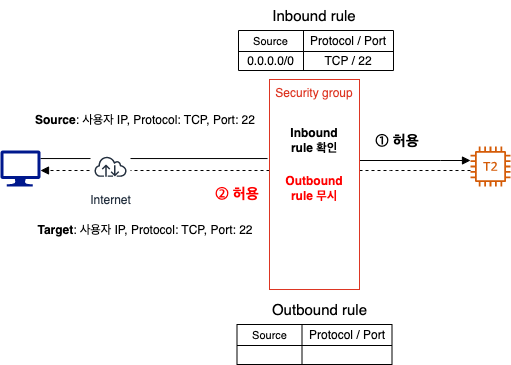 Inbound rule
Source Protocol / Port
0.0.0.0/0 TCP / 22
Security group
Source: 사용자 IP, Protocol: TCP, Port: 22
Inbound
rule 확인
① 허용
T2
Internet
② 허용
Outbound
rule 무시
Target: 사용자 IP, Protocol: TCP, Port: 22
Outbound rule
Source Protocol / Port